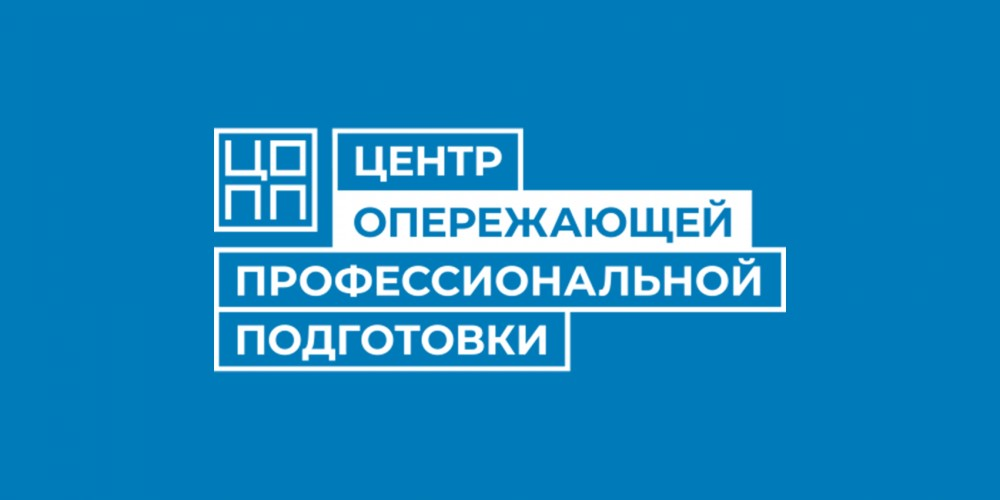 ЦО
ПП
ЦЕНТР
ОПЕРЕЖАЮЩЕЙ
ПРОФЕССИОНАЛЬНОЙ
ПОДГОТОВКИ